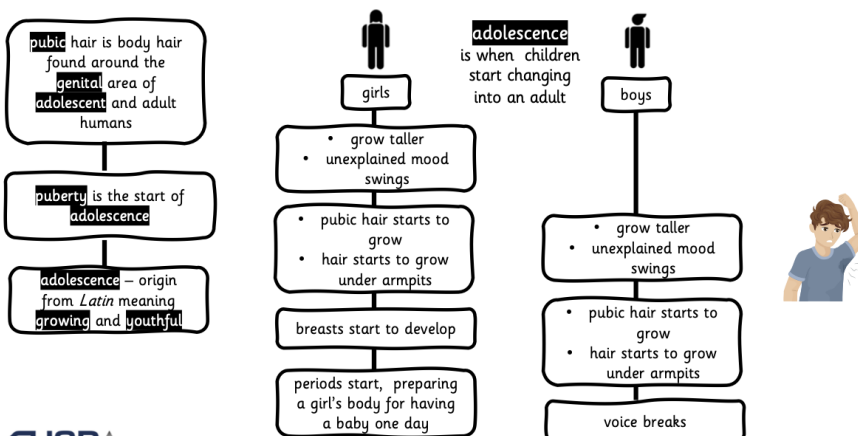 pubic hair is body hair
found around the
genital area of
adolescent and adult
humans
puberty is the start of
adolescence
adolescence – origin
from Latin meaning
growing and youthful
girls
• grow taller
• unexplained mood
swings
• pubic hair starts to
grow
• hair starts to grow
under armpits
breasts start to develop
periods start, preparing
a girl's body for having
a baby one day
adolescence
is when children
start changing
into an adult
boys
• grow taller
• unexplained mood
swings
• pubic hair starts to
grow
• hair starts to grow
under armpits
voice breaks